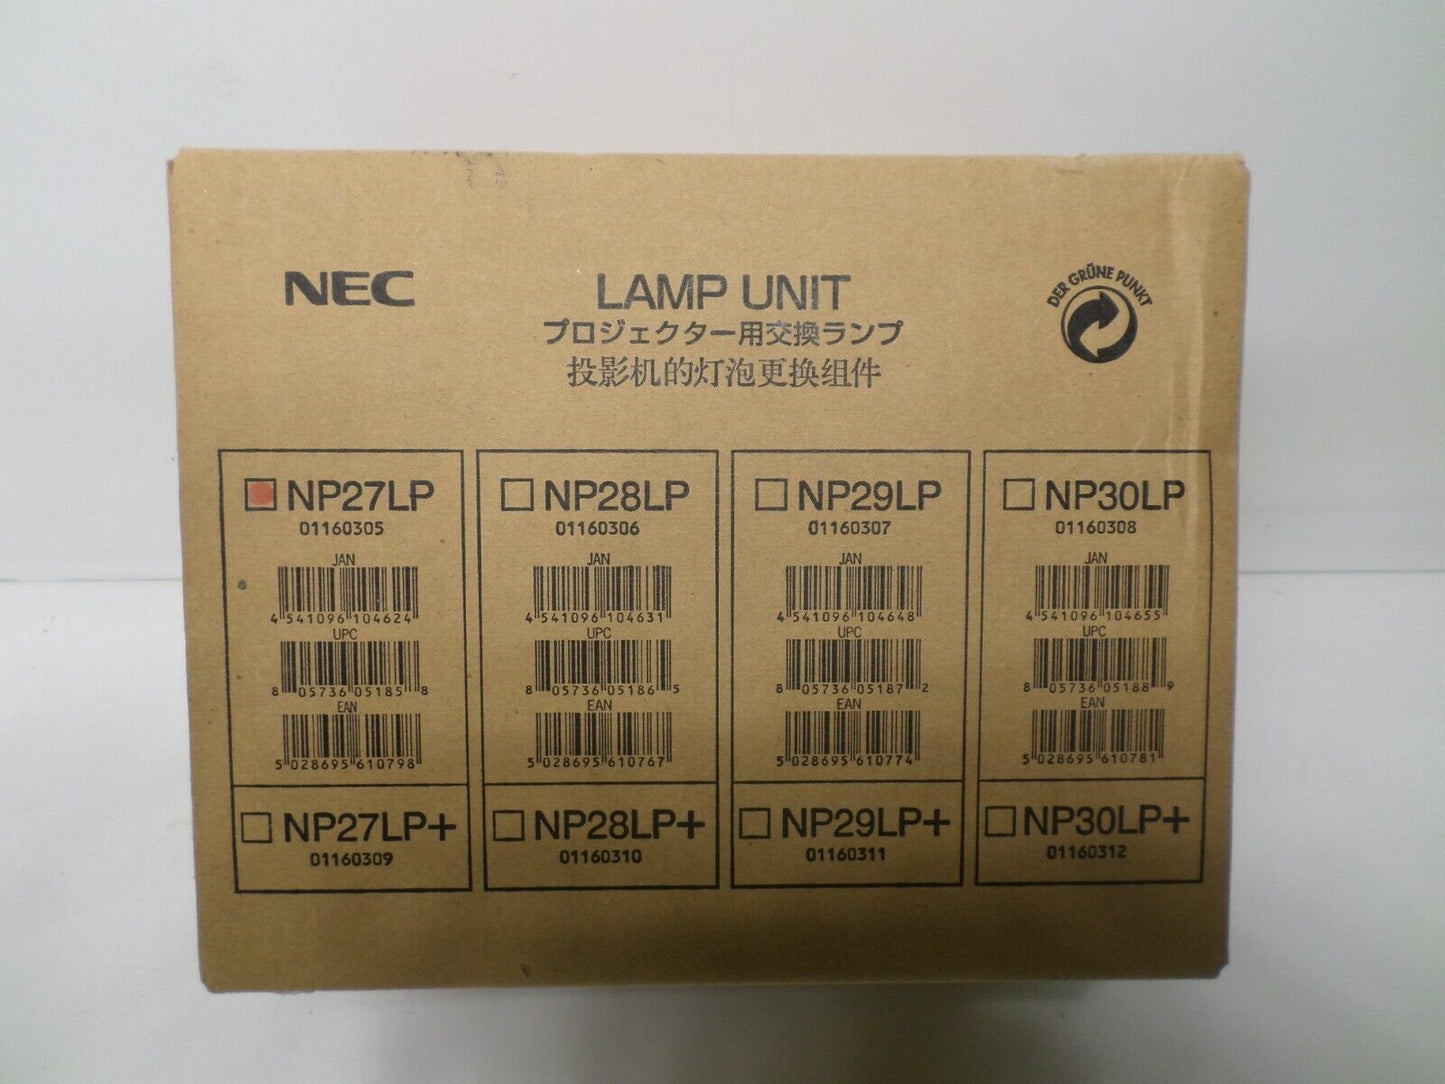 NEC
LAMP UNIT
プロジェクター用交換ランプ
投影机的灯泡更换组件
DER GRÜNE PUNKT
NP27LP
01160305
JAN
4 541096 104624
UPC
8 05736 05185 8
EAN
5 028695 610798
NP27LP+
01160309
NP28LP
01160306
JAN
4 541096 104631
UPC
8 05736 05186 5
EAN
5 028695 610767
NP28LP+
01160310
NP29LP
01160307
JAN
4 541096 104648
UPC
8 05736 05187 2
EAN
5 028695 610774
NP29LP+
01160311
NP30LP
01160308
JAN
4 541096 104655
UPC
8 05736 05188 9
EAN
5 028695 610781
NP30LP+
01160312